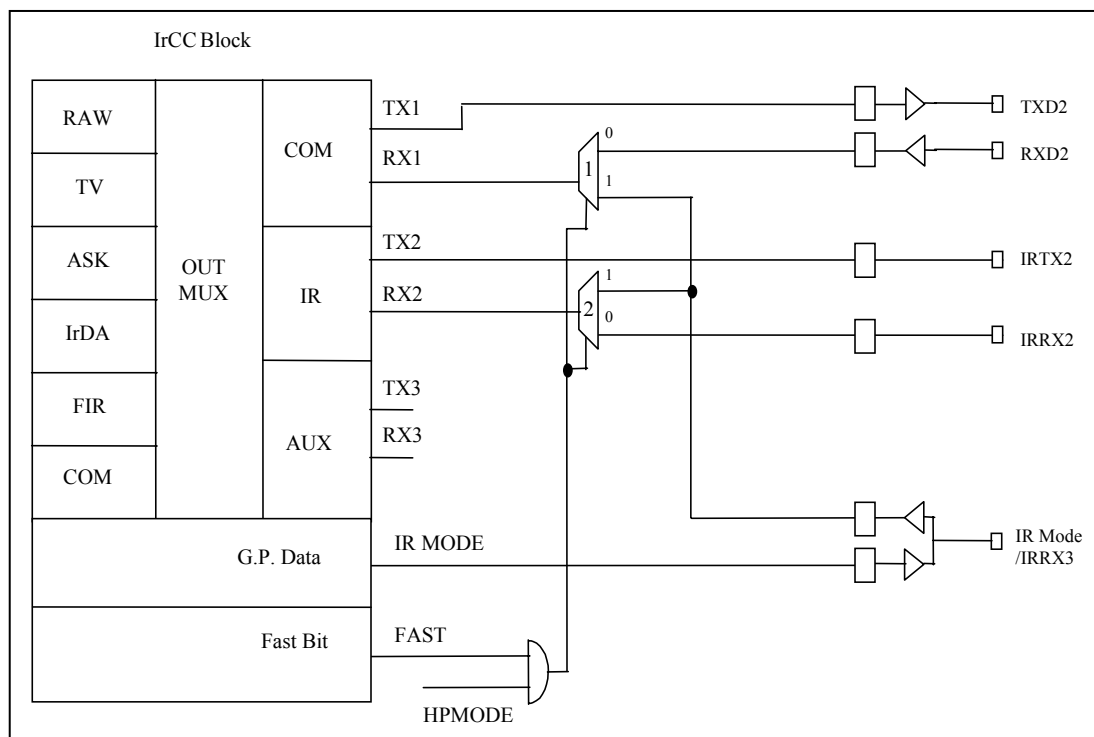 IrCC Block
RAW
TV
ASK
IrDA
FIR
COM
OUT
MUX
COM
IR
AUX
G.P. Data
Fast Bit
TX1
RX1
TX2
RX2
TX3
RX3
IR MODE
FAST
HPMODE
0
1
1
1
2
0
TXD2
RXD2
IRTX2
IRRX2
IR Mode
/IRRX3